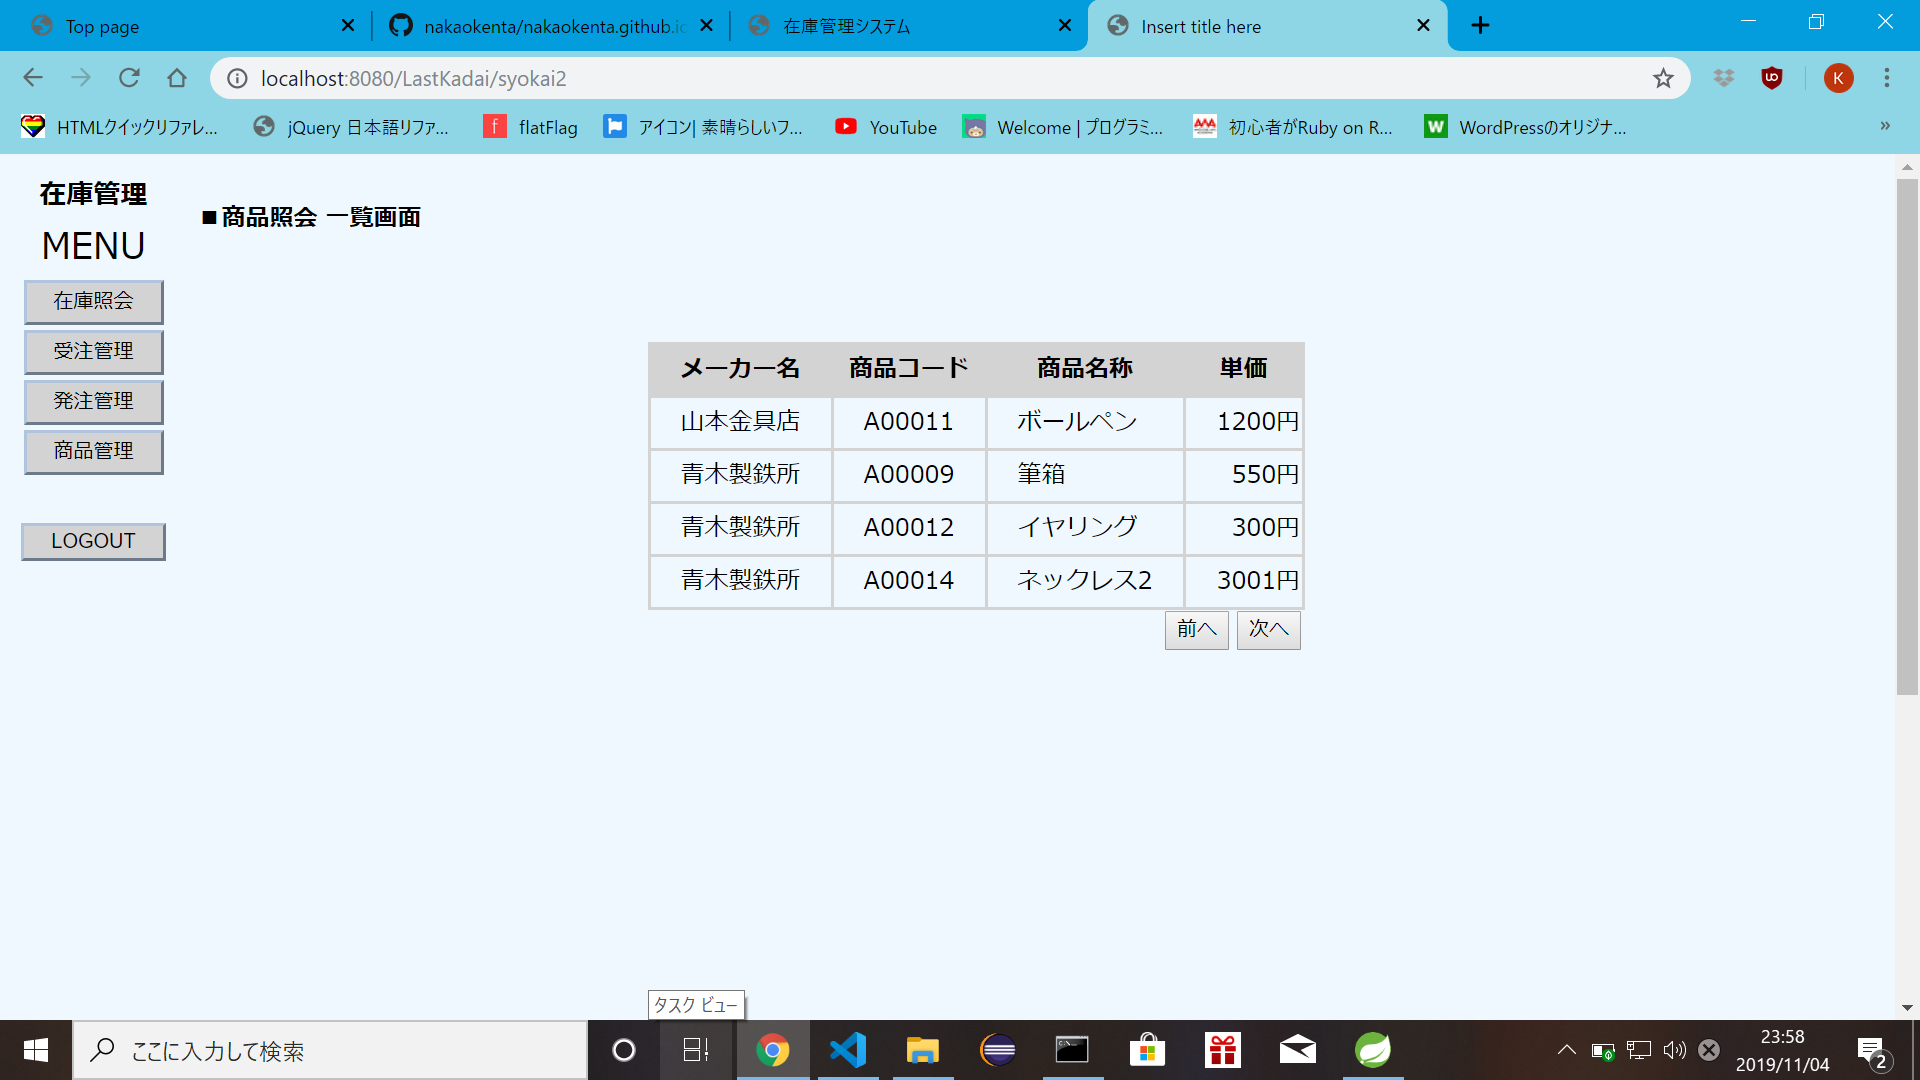 Top page
nakaokenta/nakaokenta.github.io
在庫管理システム
Insert title here
localhost:8080/LastKadai/syokai2
K
HTMLクイックリファレ...
jQuery 日本語リファ...
flatFlag
アイコン| 素晴らしいフ...
YouTube
Welcome | プログラミ...
初心者がRuby on R...
WordPressのオリジナ...
»
在庫管理
MENU
在庫照会
受注管理
発注管理
商品管理
LOGOUT
■商品照会 一覧画面
メーカー名 商品コード 商品名称 単価
山本金具店 A00011 ボールペン 1200円
青木製鉄所 A00009 筆箱 550円
青木製鉄所 A00012 イヤリング 300円
青木製鉄所 A00014 ネックレス2 3001円
前へ 次へ
タスク ビュー
ここに入力して検索
23:58
2019/11/04
2